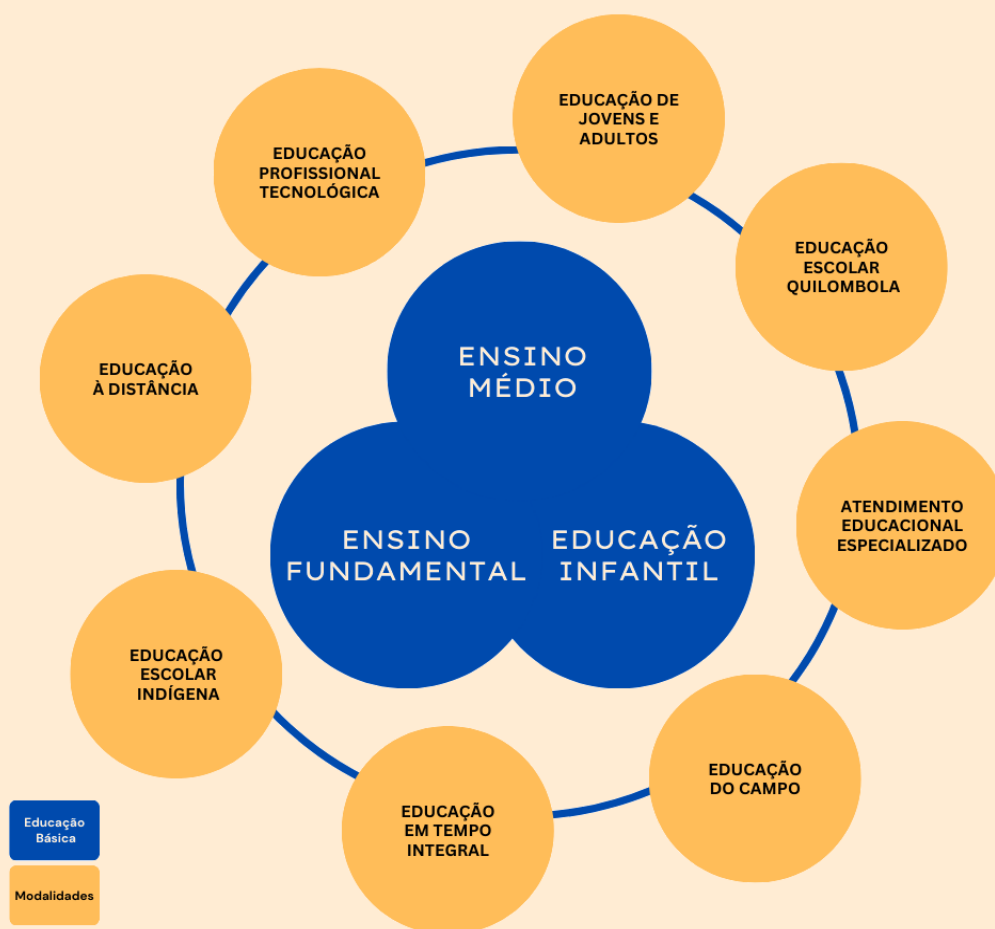 EDUCAÇÃO DE
JOVENS E
ADULTOS
EDUCAÇÃO
PROFISSIONAL
TECNOLÓGICA
EDUCAÇÃO
ESCOLAR
QUILOMBOLA
EDUCAÇÃO
À DISTÂNCIA
ENSINO
MÉDIO
ATENDIMENTO
EDUCACIONAL
ESPECIALIZADO
ENSINO
FUNDAMENTAL
EDUCAÇÃO
INFANTIL
EDUCAÇÃO
ESCOLAR
INDÍGENA
EDUCAÇÃO
DO CAMPO
EDUCAÇÃO
EM TEMPO
INTEGRAL
Educação
Básica
Modalidades